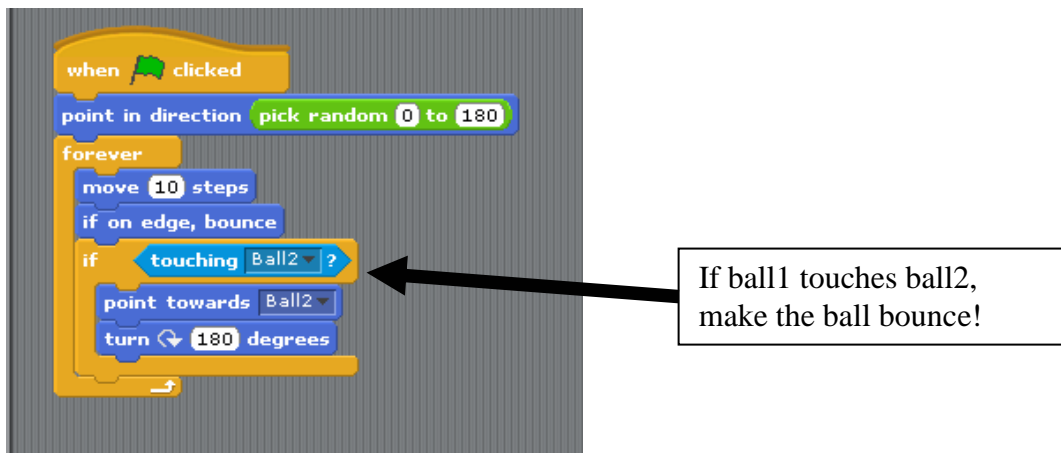 when clicked
point in direction pick random 0 to 180
forever
move 10 steps
if on edge, bounce
if touching Ball2 ?
point towards Ball2
turn 180 degrees
If ball1 touches ball2,
make the ball bounce!